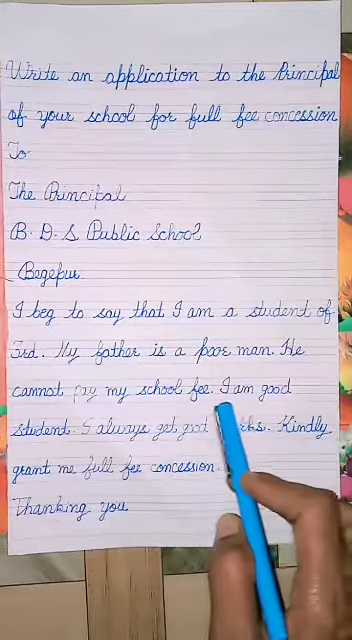 Write an application to the Principal
of your school for full fee concession
To
The Principal
B. D. S Public School
Begepur
I beg to say that I am a student of
3rd. My father is a poor man. He
cannot pay my school fee. I am good
student. I always get good Kindly
grant me full fee concession.
Thanking you